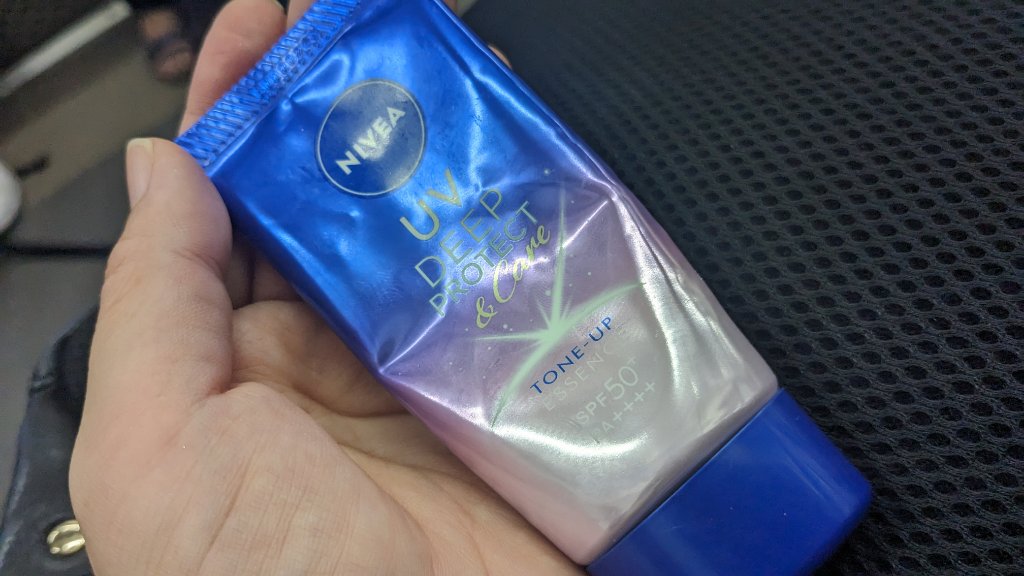 NIVEA
UV
DEEP
PROTECT
& Care
TONE-UP
ESSENCE
SPF50+
PA++++